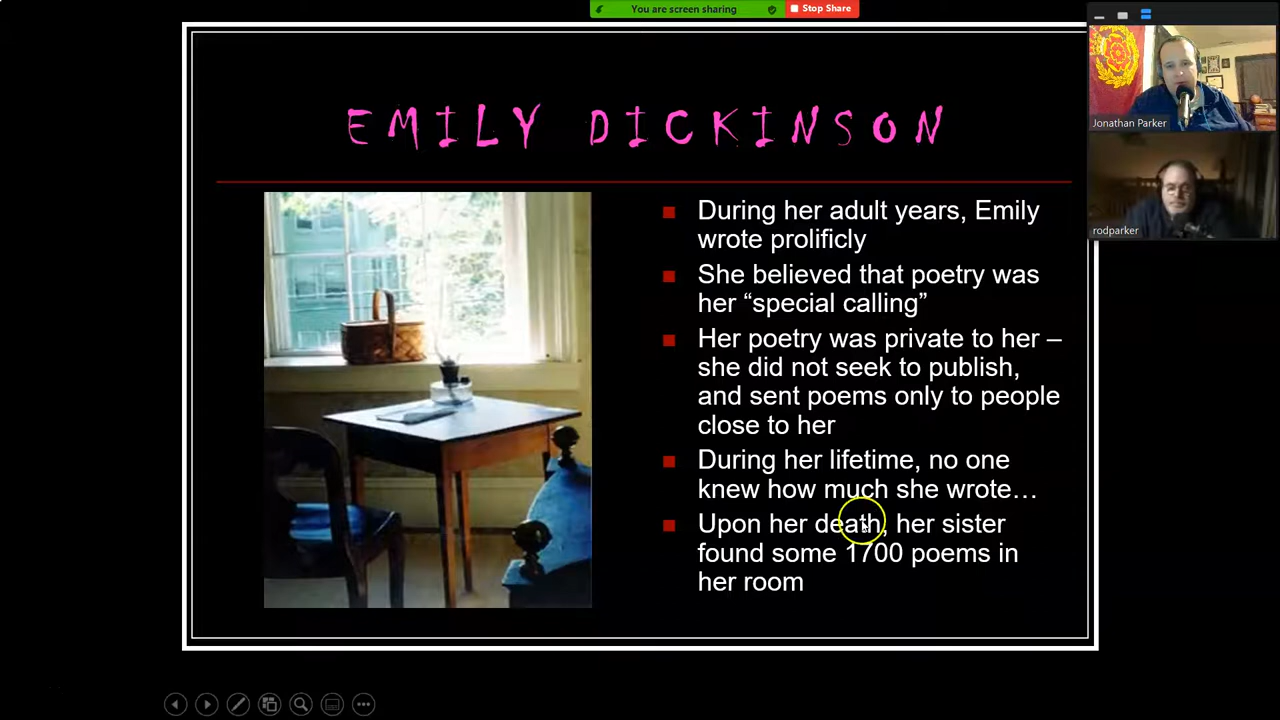 You are screen sharing
Stop Share
EMILY DICKINSON
Jonathan Parker
rodparker
During her adult years, Emily
wrote prolificly
She believed that poetry was
her “special calling”
Her poetry was private to her –
she did not seek to publish,
and sent poems only to people
close to her
During her lifetime, no one
knew how much she wrote…
Upon her death, her sister
found some 1700 poems in
her room